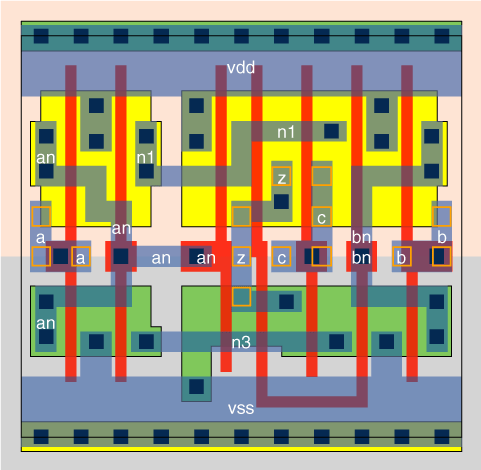 vdd
n1
an n1
z
c
an bn
a b
a an an z c bn b
an
n3
vss